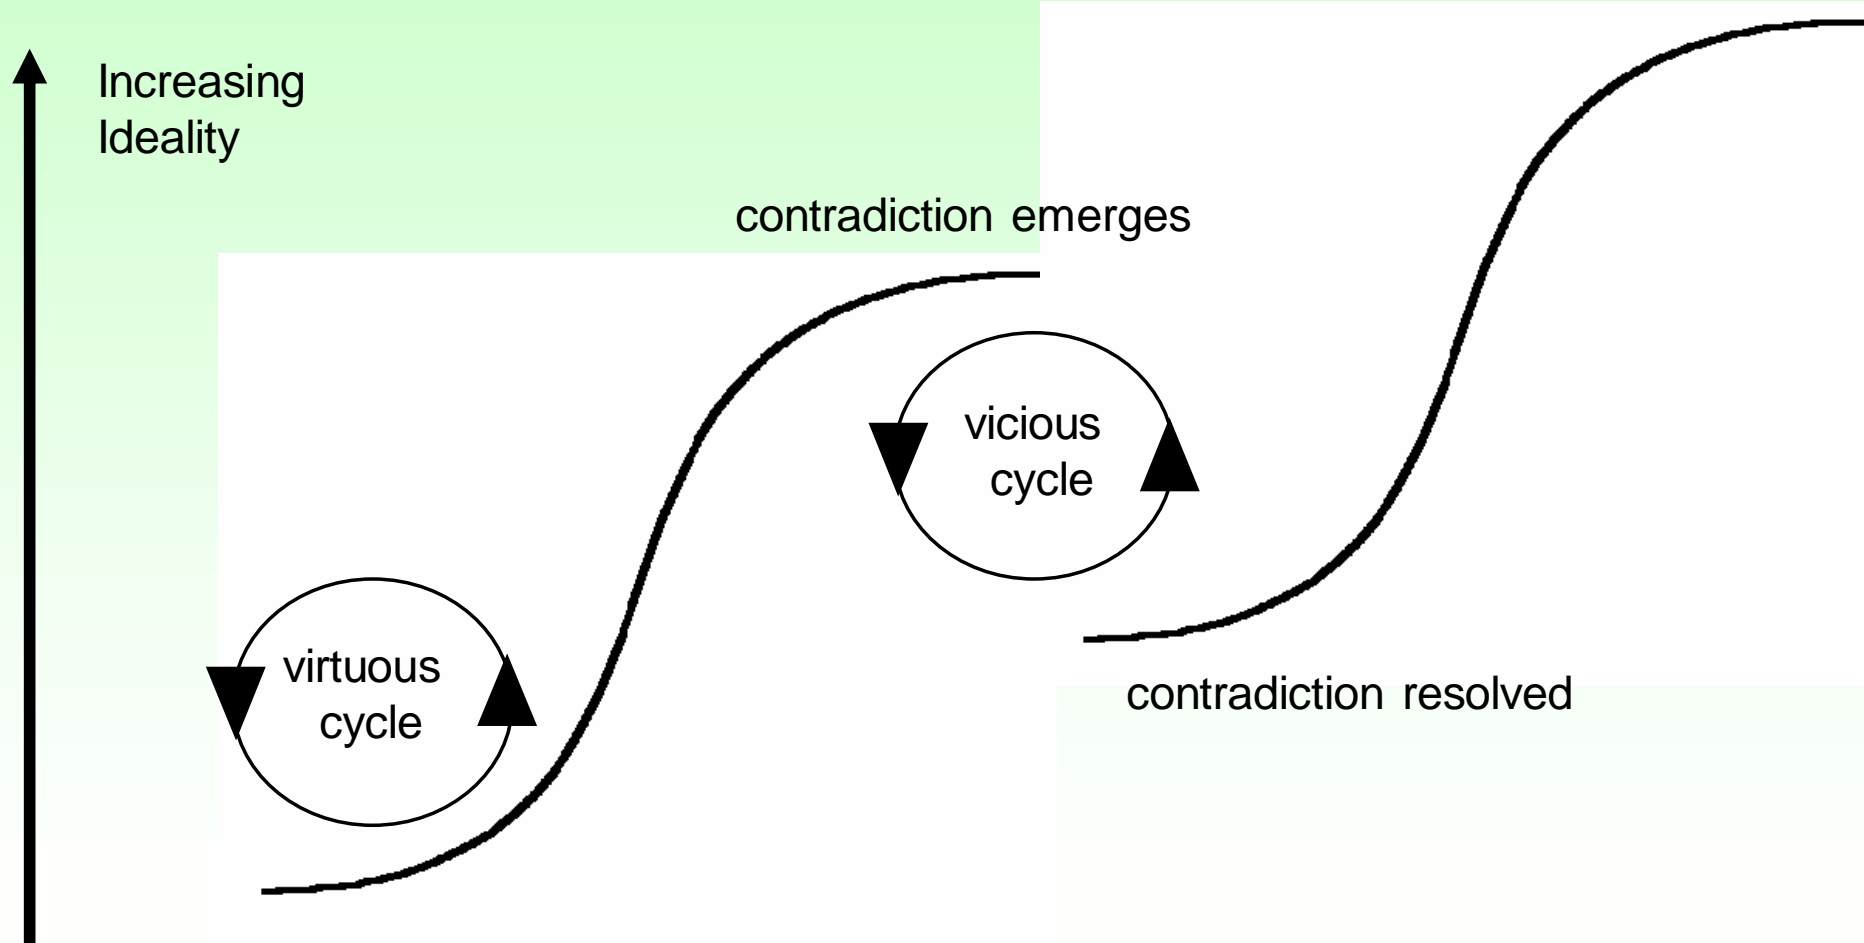 Increasing
Ideality
contradiction emerges
vicious
cycle
virtuous
cycle
contradiction resolved